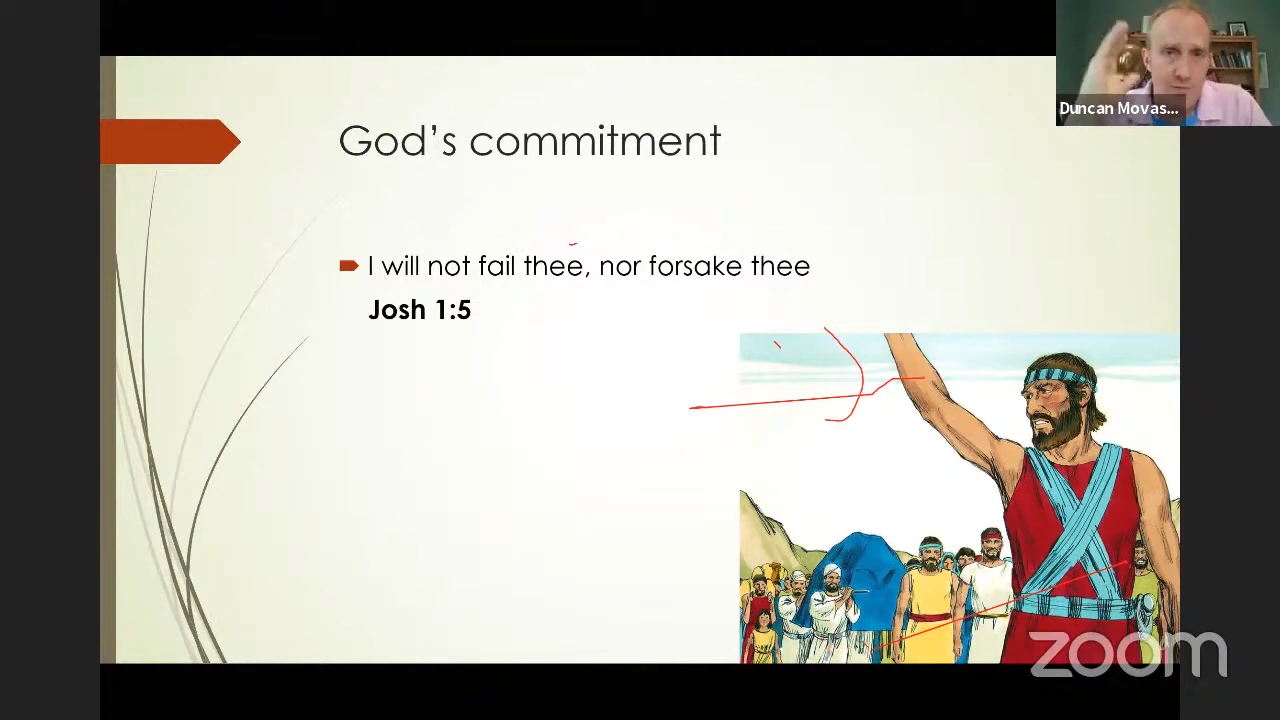 God’s commitment
I will not fail thee, nor forsake thee
Josh 1:5
Duncan Movas...
zoom